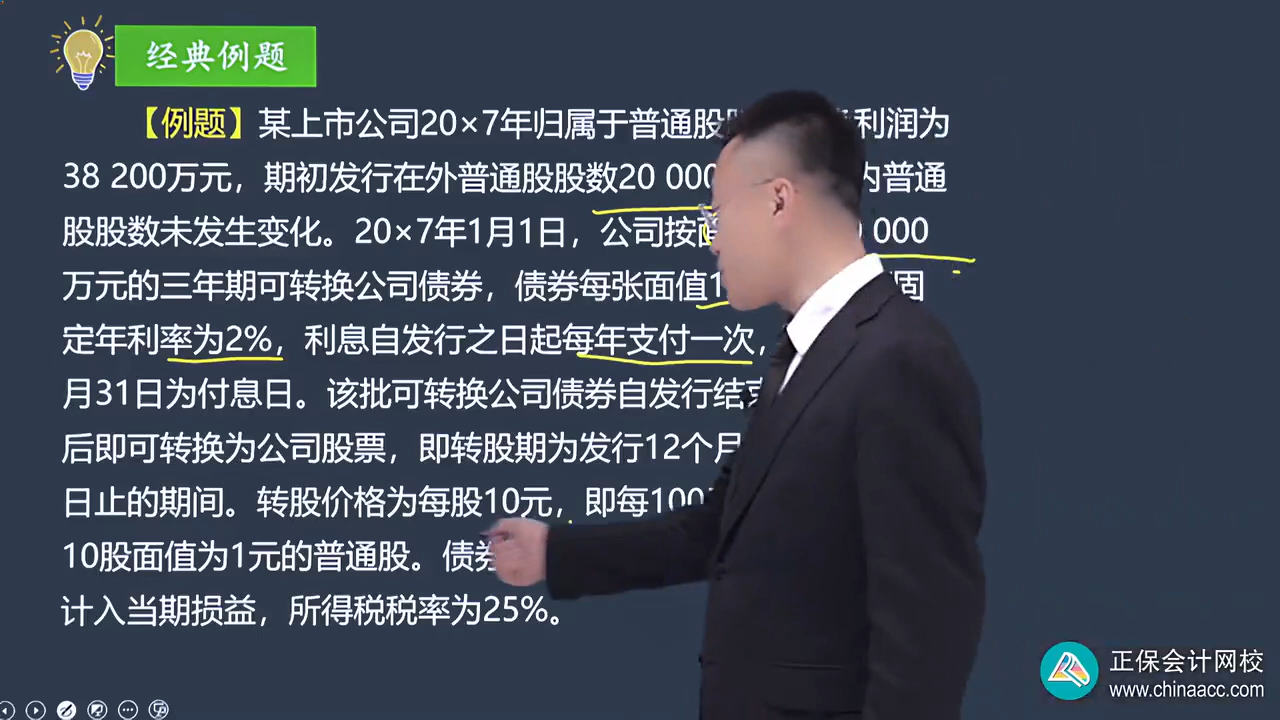 经典例题
【例题】某上市公司20×7年归属于普通股 利润为
38 200万元，期初发行在外普通股股数20 000 内普通
股股数未发生变化。20×7年1月1日，公司按 000
万元的三年期可转换公司债券，债券每张面值1 固
定年利率为2%，利息自发行之日起每年支付一次，
月31日为付息日。该批可转换公司债券自发行结
后即可转换为公司股票，即转股期为发行12个月
日止的期间。转股价格为每股10元，即每100
10股面值为1元的普通股。债券
计入当期损益，所得税税率为25%。
正保会计网校
www.chinaacc.com